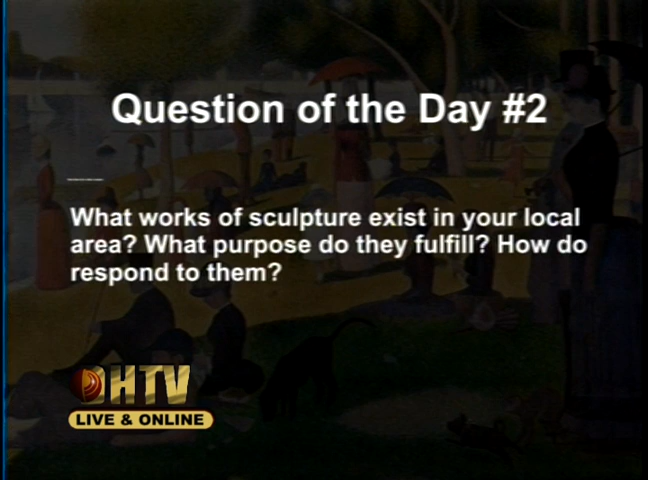 Question of the Day #2
What works of sculpture exist in your local
area? What purpose do they fulfill? How do
respond to them?
HTV
LIVE & ONLINE